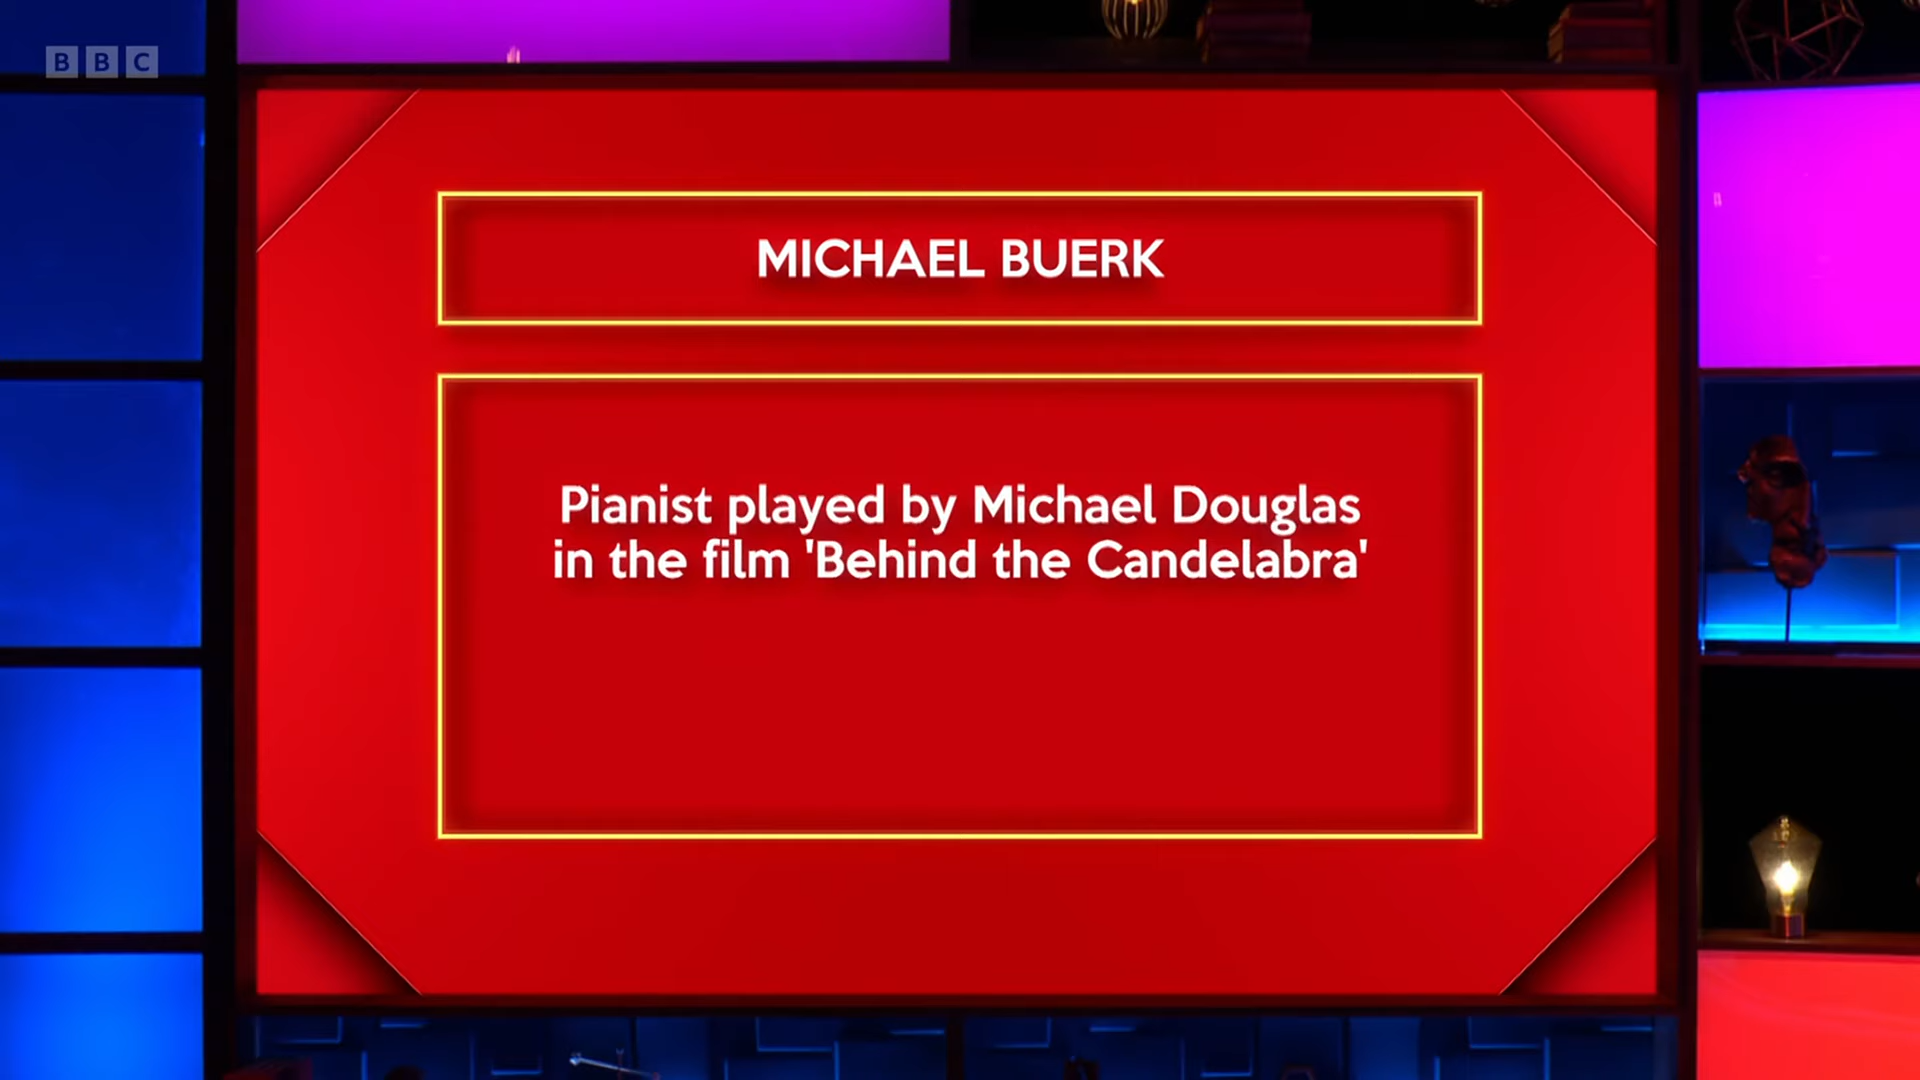 BBC
MICHAEL BUERK
Pianist played by Michael Douglas
in the film 'Behind the Candelabra'